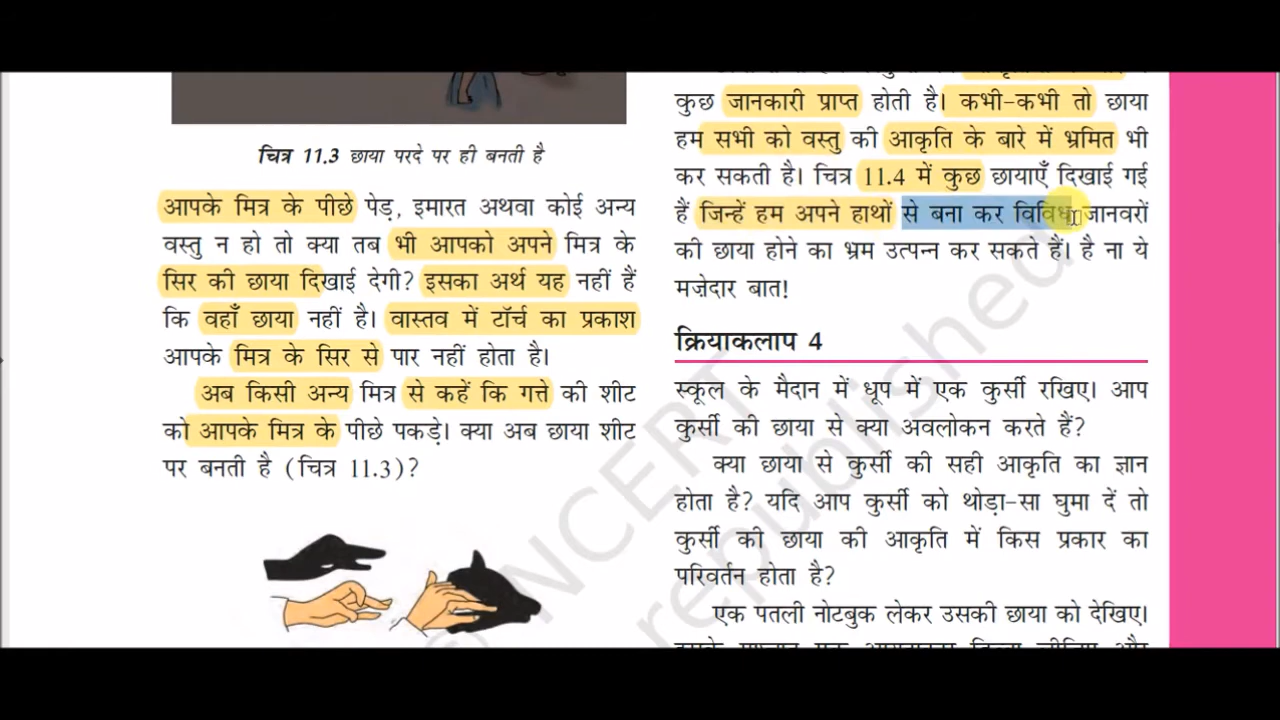 चित्र 11.3 छाया परदे पर ही बनती है
आपके मित्र के पीछे पेड़, इमारत अथवा कोई अन्य
वस्तु न हो तो क्या तब भी आपको अपने मित्र के
सिर की छाया दिखाई देगी? इसका अर्थ यह नहीं हैं
कि वहाँ छाया नहीं है। वास्तव में टॉर्च का प्रकाश
आपके मित्र के सिर से पार नहीं होता है।
अब किसी अन्य मित्र से कहें कि गत्ते की शीट
को आपके मित्र के पीछे पकड़े। क्या अब छाया शीट
पर बनती है (चित्र 11.3)?
कुछ जानकारी प्राप्त होती है। कभी-कभी तो छाया
हम सभी को वस्तु की आकृति के बारे में भ्रमित भी
कर सकती है। चित्र 11.4 में कुछ छायाएँ दिखाई गई
हैं जिन्हें हम अपने हाथों से बना कर विविध जानवरों
की छाया होने का भ्रम उत्पन्न कर सकते हैं। है ना ये
मज़ेदार बात!
क्रियाकलाप 4
स्कूल के मैदान में धूप में एक कुर्सी रखिए। आप
कुर्सी की छाया से क्या अवलोकन करते हैं?
क्या छाया से कुर्सी की सही आकृति का ज्ञान
होता है? यदि आप कुर्सी को थोड़ा-सा घुमा दें तो
कुर्सी की छाया की आकृति में किस प्रकार का
परिवर्तन होता है?
एक पतली नोटबुक लेकर उसकी छाया को देखिए।
© NCERT
republished